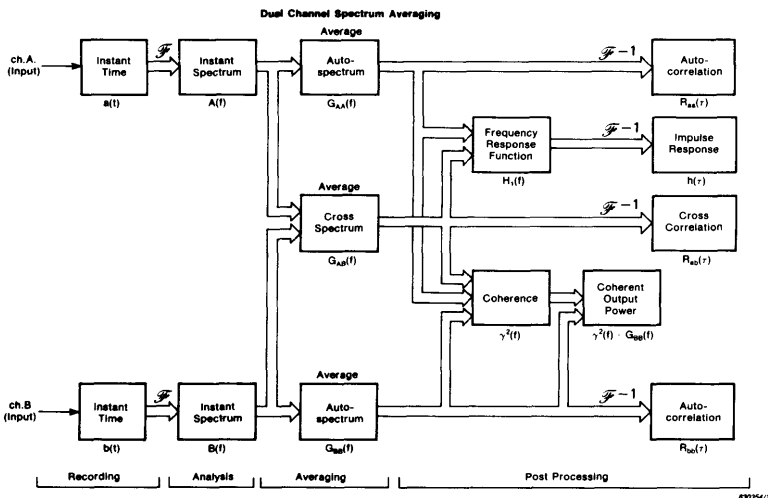 Dual Channel Spectrum Averaging
ch.A.
(Input)
Instant
Time
a(t)
ℱ
Instant
Spectrum
A(f)
Average
Auto-
spectrum
G_AA(f)
ℱ−1
Auto-
correlation
R_aa(τ)
Frequency
Response
Function
H₁(f)
ℱ−1
Impulse
Response
h(τ)
Average
Cross
Spectrum
G_AB(f)
ℱ−1
Cross
Correlation
R_ab(τ)
Coherence
γ²(f)
Coherent
Output
Power
γ²(f) · G_BB(f)
ch.B
(Input)
Instant
Time
b(t)
ℱ
Instant
Spectrum
B(f)
Average
Auto-
spectrum
G_BB(f)
ℱ−1
Auto-
correlation
R_bb(τ)
Recording
Analysis
Averaging
Post Processing